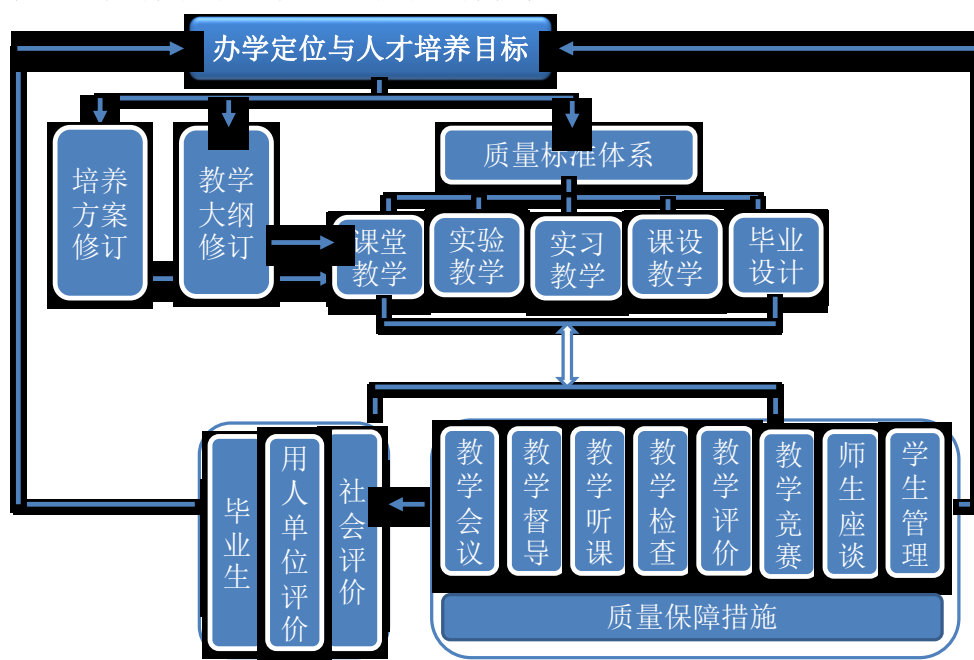 办学定位与人才培养目标
质量标准体系
培养
方案
修订
教学
大纲
修订
课堂
教学
实验
教学
实习
教学
课设
教学
毕业
设计
毕业生
用人单位评价
社会评价
教学会议
教学督导
教学听课
教学检查
教学评价
教学竞赛
师生座谈
学生管理
质量保障措施